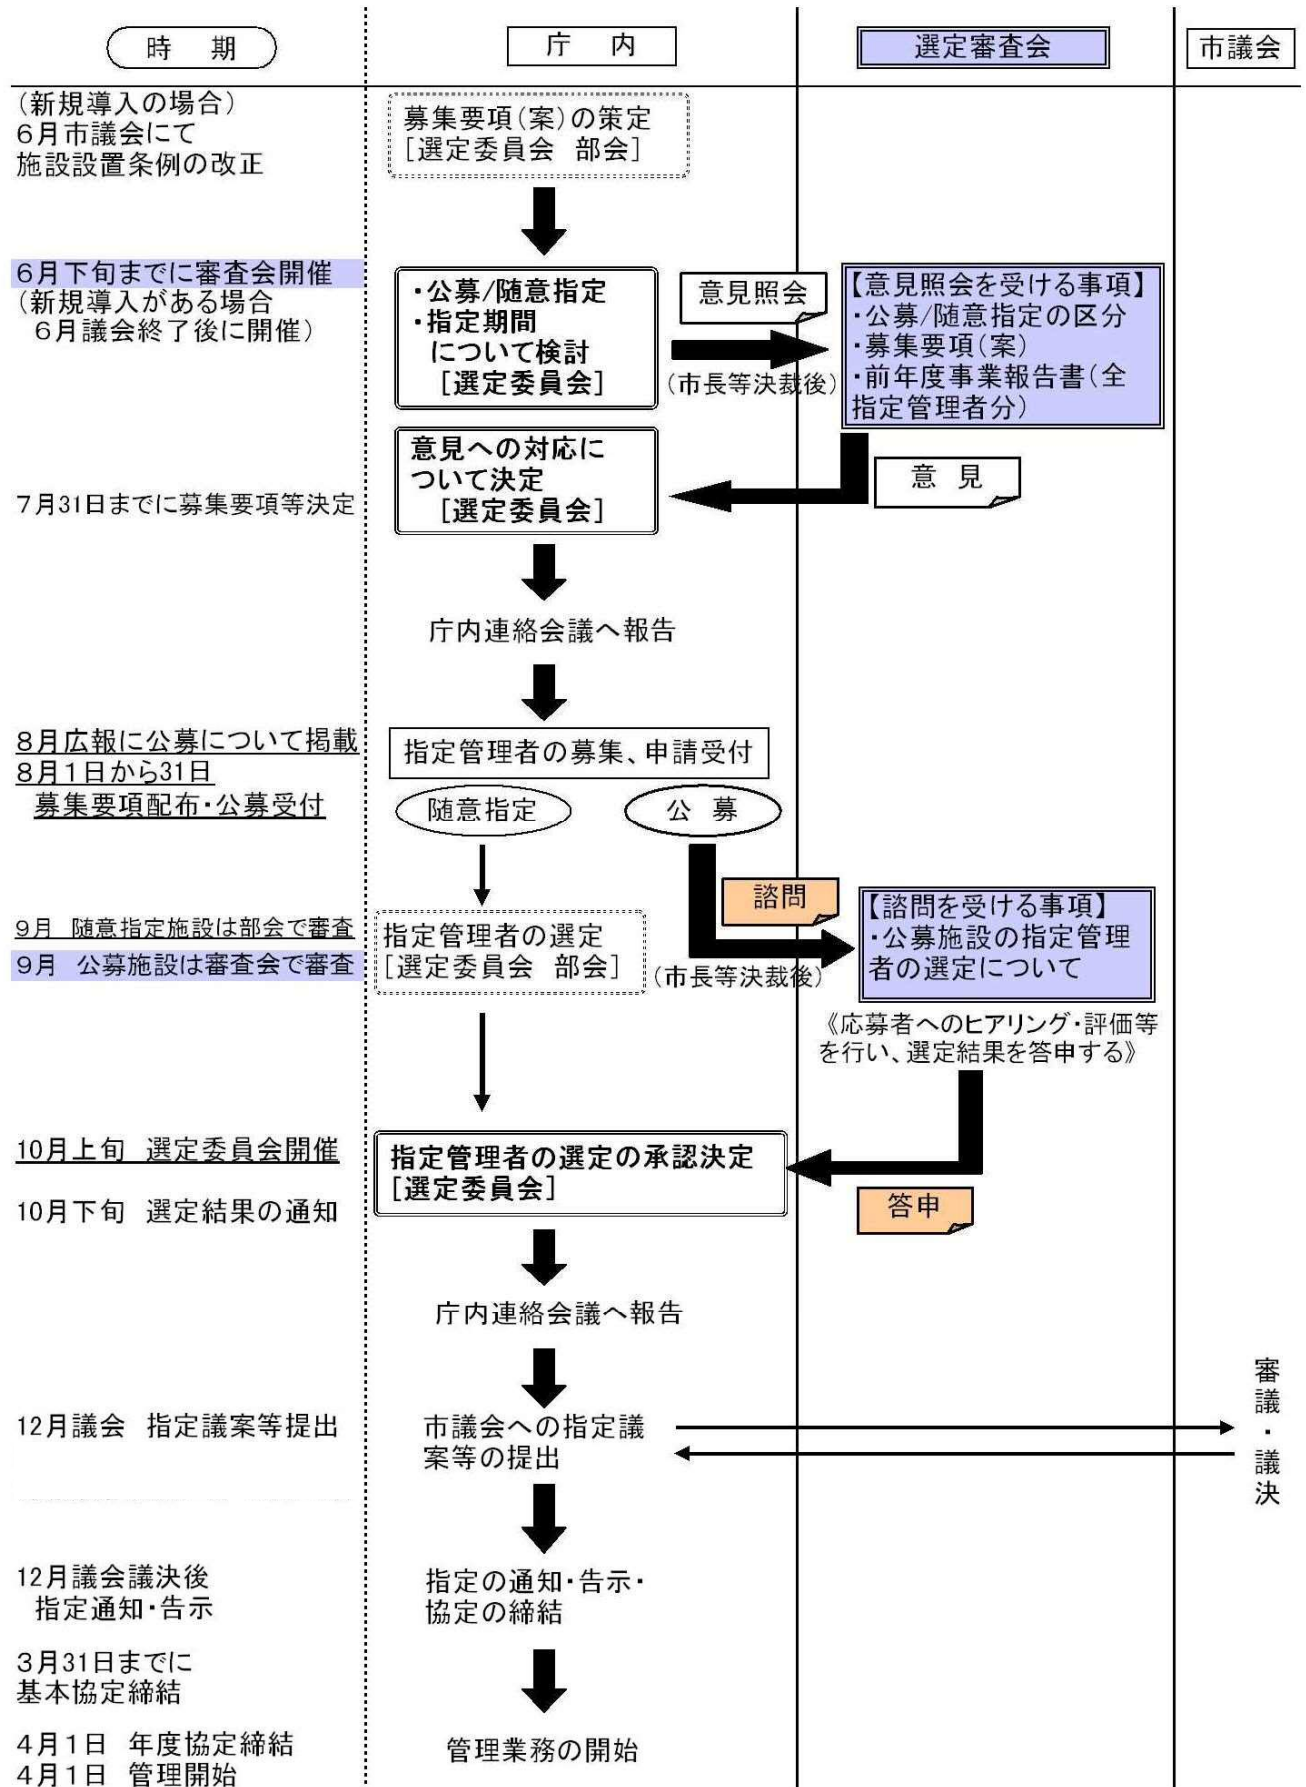 時　期
庁　内
選定審査会
市議会
(新規導入の場合)
6月市議会にて
施設設置条例の改正
募集要項(案)の策定
[選定委員会 部会]
6月下旬までに審査会開催
(新規導入がある場合
6月議会終了後に開催)
・公募/随意指定
・指定期間
について検討
[選定委員会]
意見照会
(市長等決裁後)
【意見照会を受ける事項】
・公募/随意指定の区分
・募集要項(案)
・前年度事業報告書(全
指定管理者分)
意見への対応に
ついて決定
[選定委員会]
意 見
7月31日までに募集要項等決定
庁内連絡会議へ報告
8月広報に公募について掲載
8月1日から31日
募集要項配布・公募受付
指定管理者の募集、申請受付
随意指定
公 募
諮問
9月 随意指定施設は部会で審査
9月 公募施設は審査会で審査
指定管理者の選定
[選定委員会 部会]
(市長等決裁後)
【諮問を受ける事項】
・公募施設の指定管理
者の選定について
《応募者へのヒアリング・評価等
を行い、選定結果を答申する》
10月上旬 選定委員会開催
10月下旬 選定結果の通知
指定管理者の選定の承認決定
[選定委員会]
答申
庁内連絡会議へ報告
12月議会 指定議案等提出
市議会への指定議
案等の提出
審議・議決
12月議会議決後
指定通知・告示
指定の通知・告示・
協定の締結
3月31日までに
基本協定締結
4月1日 年度協定締結
4月1日 管理開始
管理業務の開始